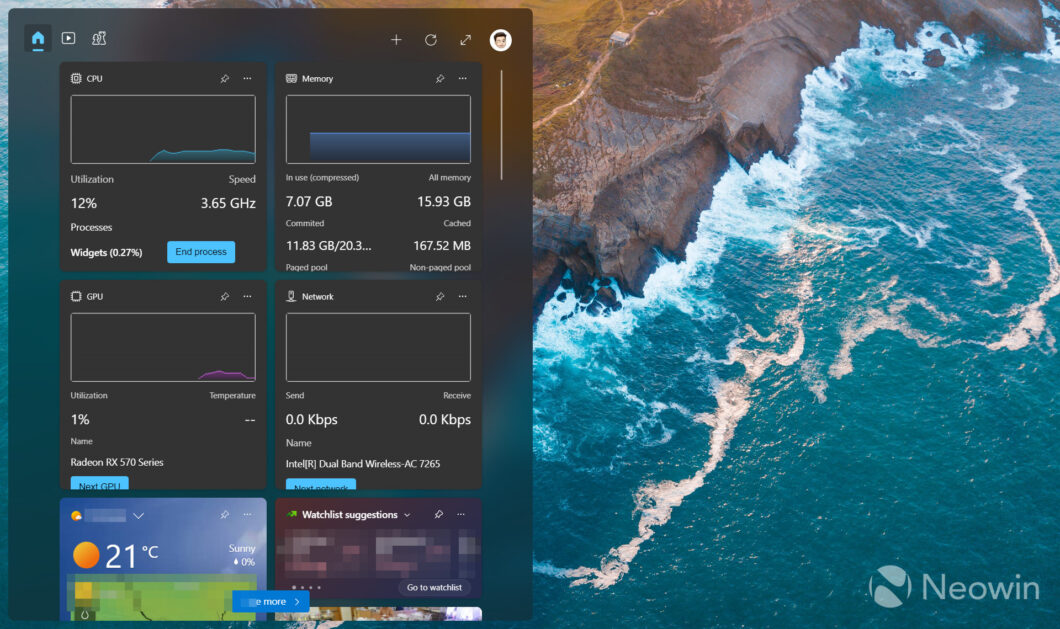 CPU
Utilization Speed
12% 3.65 GHz
Processes
Widgets (0.27%) End process
Memory
In use (compressed) All memory
7.07 GB 15.93 GB
Commited Cached
11.83 GB/20.3... 167.52 MB
Paged pool Non-paged pool
GPU
Utilization Temperature
1% --
Name
Radeon RX 570 Series
Next GPU
Network
Send Receive
0.0 Kbps 0.0 Kbps
Name
Intel[R] Dual Band Wireless-AC 7265
Next network
21 °C
Sunny
0%
Watchlist suggestions
Go to watchlist
more
Neowin